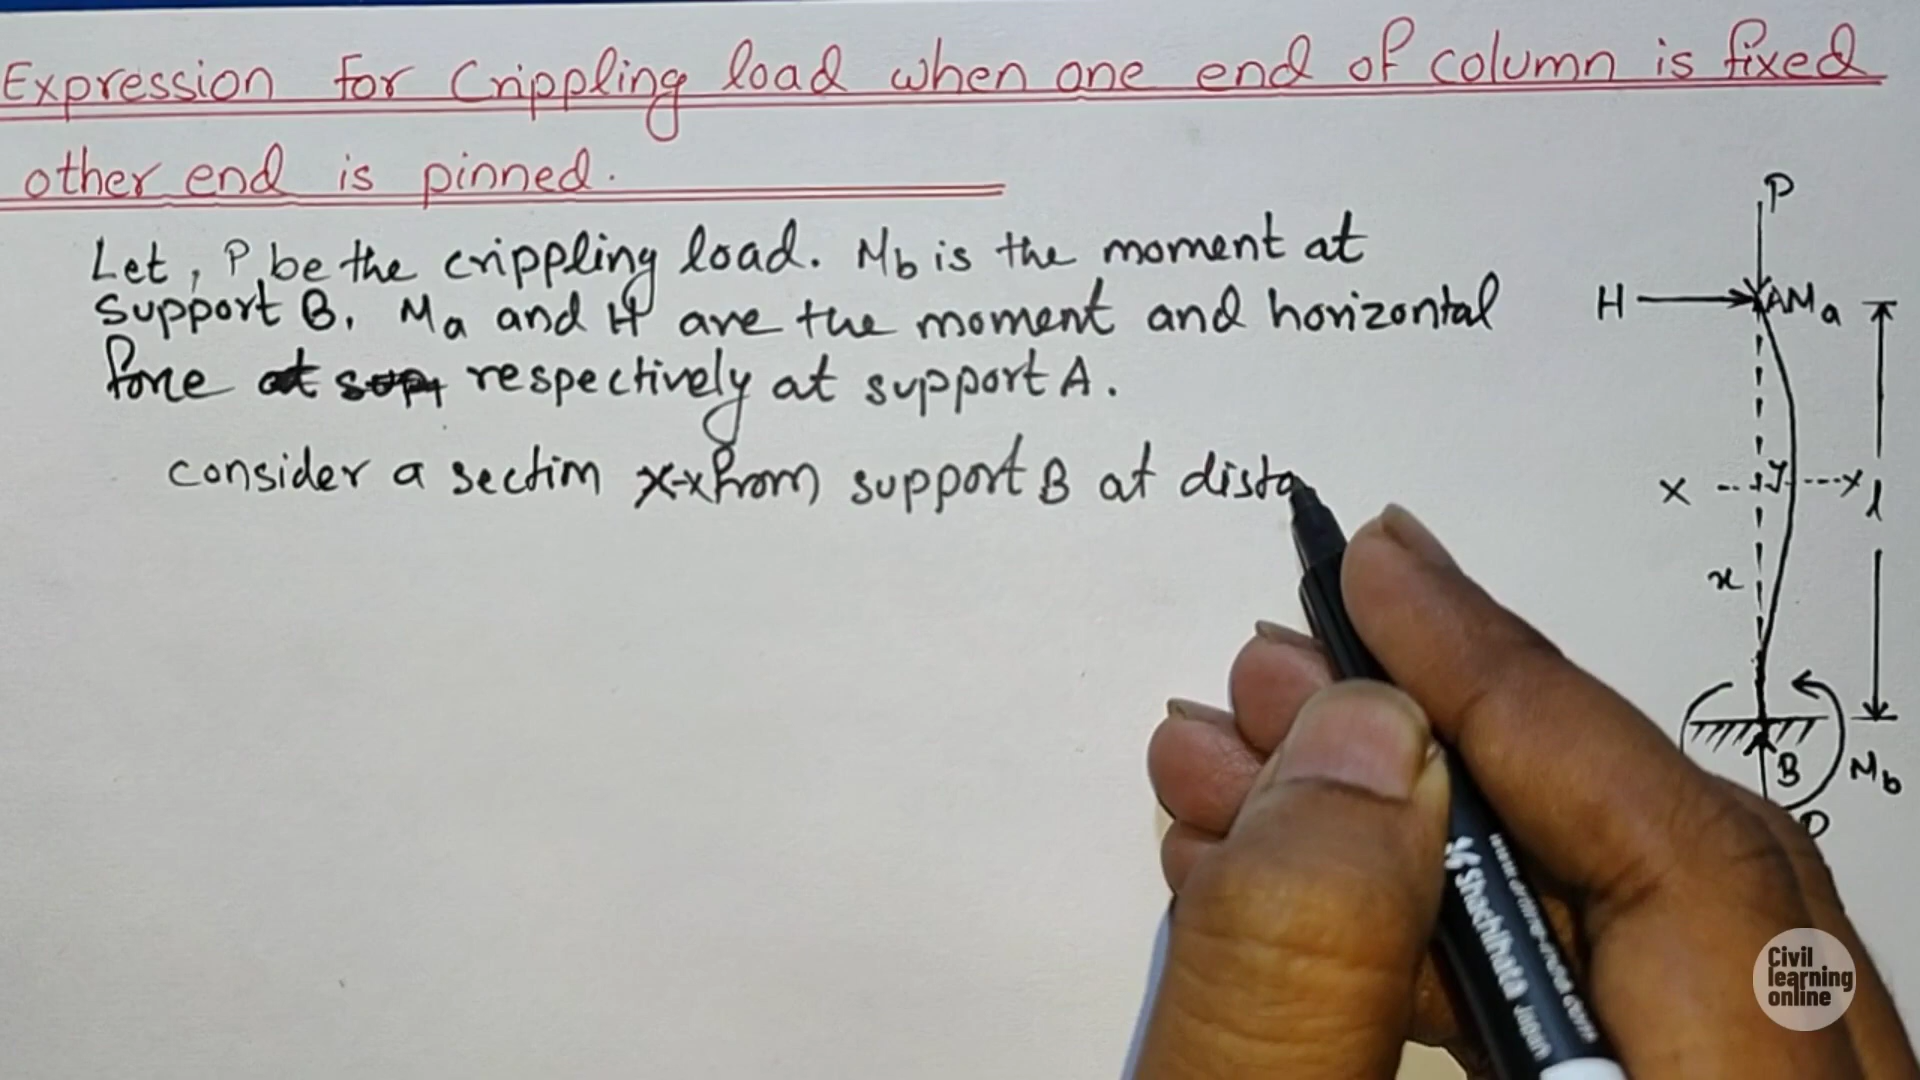 Expression for Crippling load when one end of column is fixed
other end is pinned.
Let, P be the crippling load. Mb is the moment at
support B. Ma and H are the moment and horizontal
force at respectively at support A.
consider a section X-X from support B at dista
P
H
A Ma
X
y
X
l
x
B
Mb
P
Shachihata JAPAN
Civil
learning
online